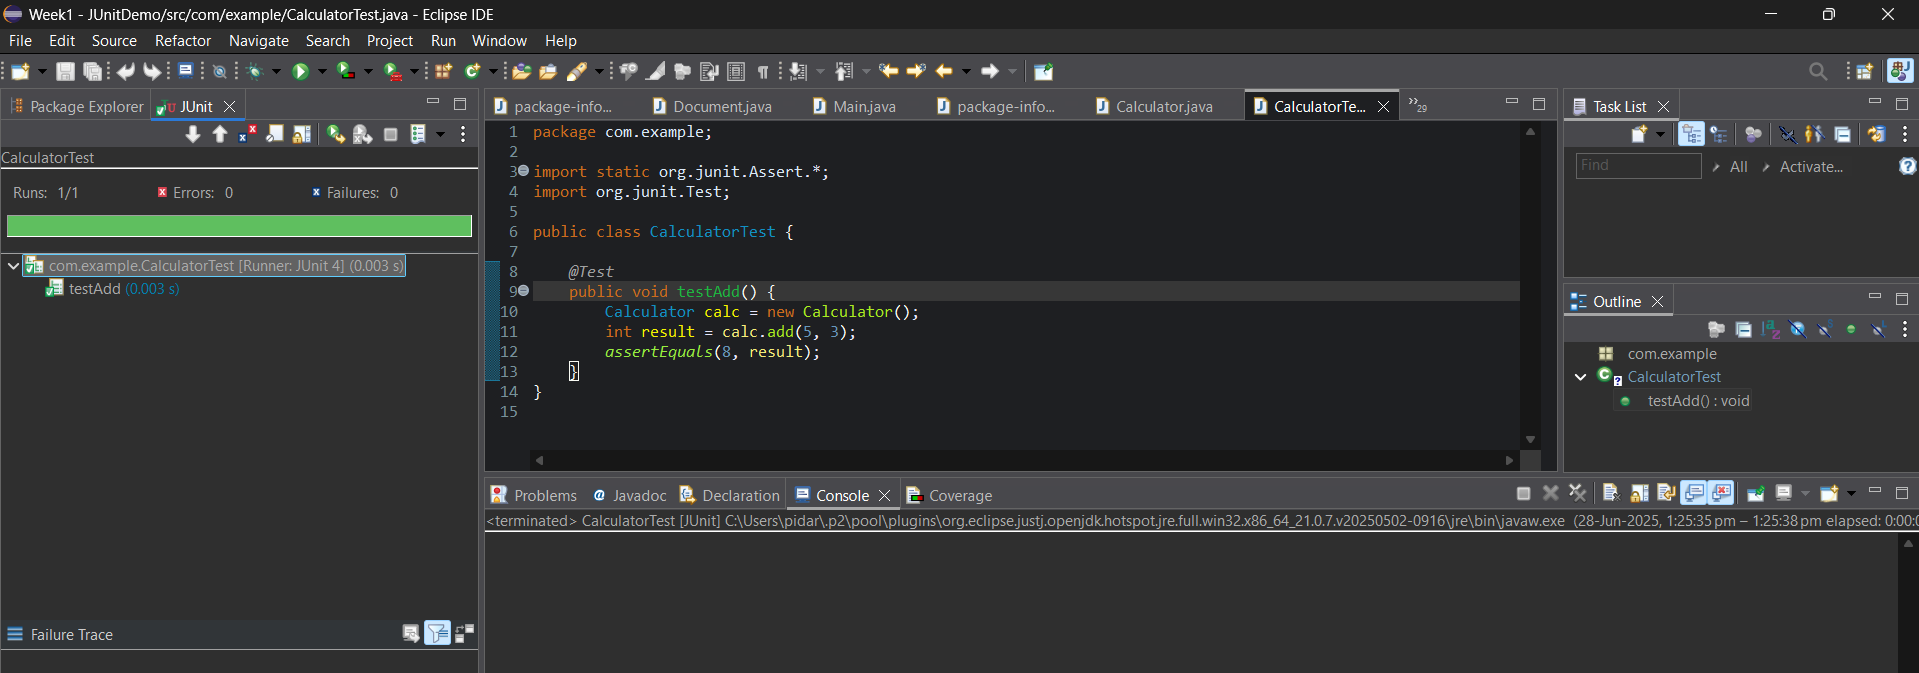 Week1 - JUnitDemo/src/com/example/CalculatorTest.java - Eclipse IDE
File Edit Source Refactor Navigate Search Project Run Window Help
Package Explorer JUnit
CalculatorTest
Runs: 1/1 Errors: 0 Failures: 0
com.example.CalculatorTest [Runner: JUnit 4] (0.003 s)
testAdd (0.003 s)
Failure Trace
package-info... Document.java Main.java package-info... Calculator.java CalculatorTe... »29
1 package com.example;
2
3 import static org.junit.Assert.*;
4 import org.junit.Test;
5
6 public class CalculatorTest {
7
8 @Test
9 public void testAdd() {
10 Calculator calc = new Calculator();
11 int result = calc.add(5, 3);
12 assertEquals(8, result);
13 }
14 }
15
Problems @ Javadoc Declaration Console Coverage
<terminated> CalculatorTest [JUnit] C:\Users\pidar\.p2\pool\plugins\org.eclipse.justj.openjdk.hotspot.jre.full.win32.x86_64_21.0.7.v20250502-0916\jre\bin\javaw.exe (28-Jun-2025, 1:25:35 pm – 1:25:38 pm elapsed: 0:00:0
Task List
Find All Activate...
Outline
com.example
CalculatorTest
testAdd() : void